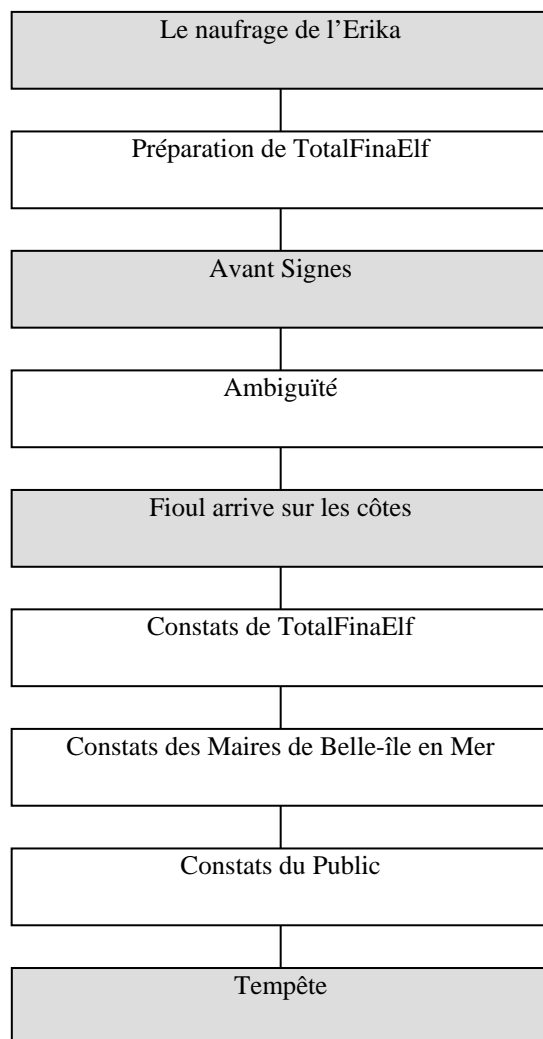 Le naufrage de l’Erika
Préparation de TotalFinaElf
Avant Signes
Ambiguïté
Fioul arrive sur les côtes
Constats de TotalFinaElf
Constats des Maires de Belle-île en Mer
Constats du Public
Tempête